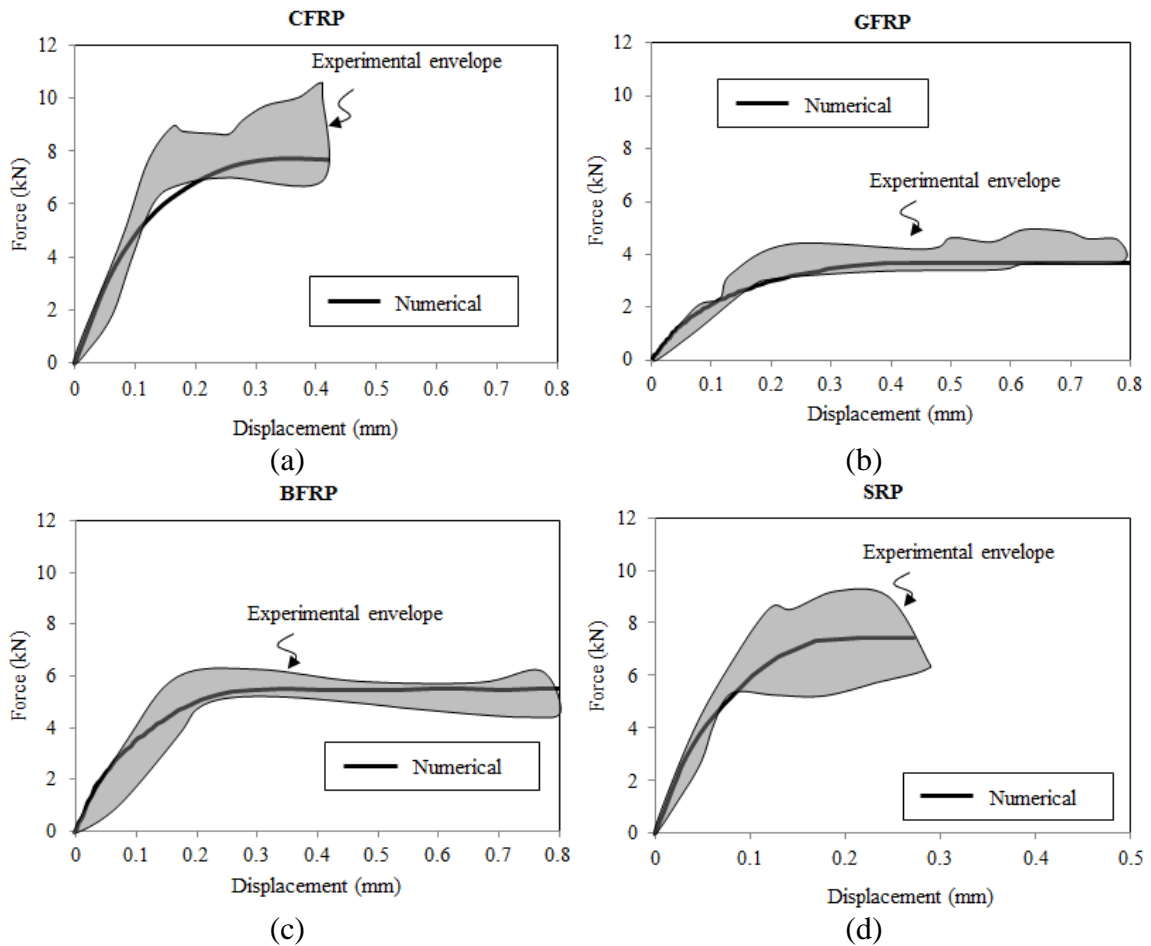 CFRP
12
10
8
6
4
2
0
Force (kN)
Experimental envelope
Numerical
0 0.1 0.2 0.3 0.4 0.5 0.6 0.7 0.8
Displacement (mm)
(a)
GFRP
12
10
8
6
4
2
0
Force (kN)
Numerical
Experimental envelope
0 0.1 0.2 0.3 0.4 0.5 0.6 0.7 0.8
Displacement (mm)
(b)
BFRP
12
10
8
6
4
2
0
Force (kN)
Experimental envelope
Numerical
0 0.1 0.2 0.3 0.4 0.5 0.6 0.7 0.8
Displacement (mm)
(c)
SRP
12
10
8
6
4
2
0
Force (kN)
Experimental envelope
Numerical
0 0.1 0.2 0.3 0.4 0.5
Displacement (mm)
(d)